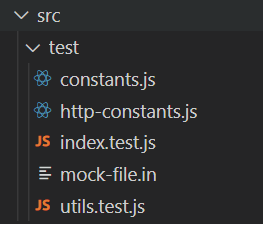 src
test
constants.js
http-constants.js
JS index.test.js
mock-file.in
JS utils.test.js